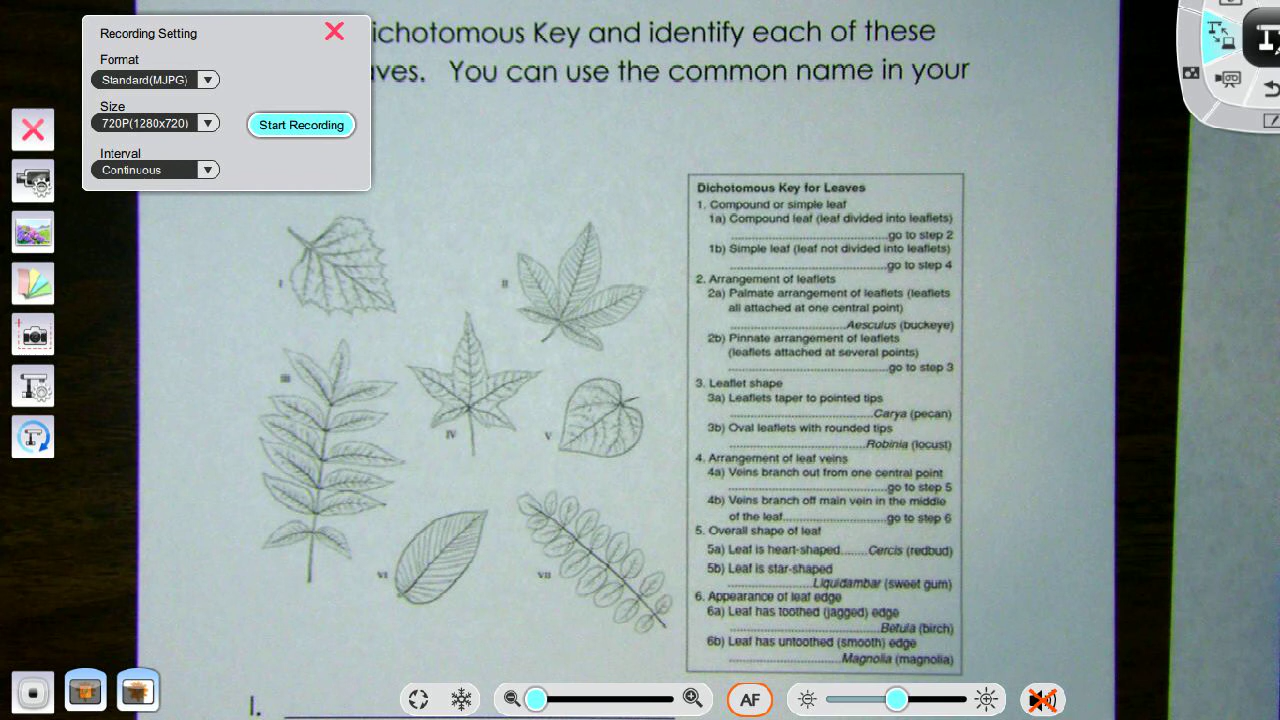 Recording Setting
Format
Standard(MJPG)
Size
720P(1280x720)
Start Recording
Interval
Continuous
ichotomous Key and identify each of these
aves. You can use the common name in your
I
II
III
IV
V
VI
VII
Dichotomous Key for Leaves
1. Compound or simple leaf
1a) Compound leaf (leaf divided into leaflets)
go to step 2
1b) Simple leaf (leaf not divided into leaflets)
go to step 4
2. Arrangement of leaflets
2a) Palmate arrangement of leaflets (leaflets
all attached at one central point)
Aesculus (buckeye)
2b) Pinnate arrangement of leaflets
(leaflets attached at several points)
go to step 3
3. Leaflet shape
3a) Leaflets taper to pointed tips
Carya (pecan)
3b) Oval leaflets with rounded tips
Robinia (locust)
4. Arrangement of leaf veins
4a) Veins branch out from one central point
go to step 5
4b) Veins branch off main vein in the middle
of the leaf go to step 6
5. Overall shape of leaf
5a) Leaf is heart-shaped Cercis (redbud)
5b) Leaf is star-shaped
Liquidambar (sweet gum)
6. Appearance of leaf edge
6a) Leaf has toothed (jagged) edge
Betula (birch)
6b) Leaf has untoothed (smooth) edge
Magnolia (magnolia)
I.
AF